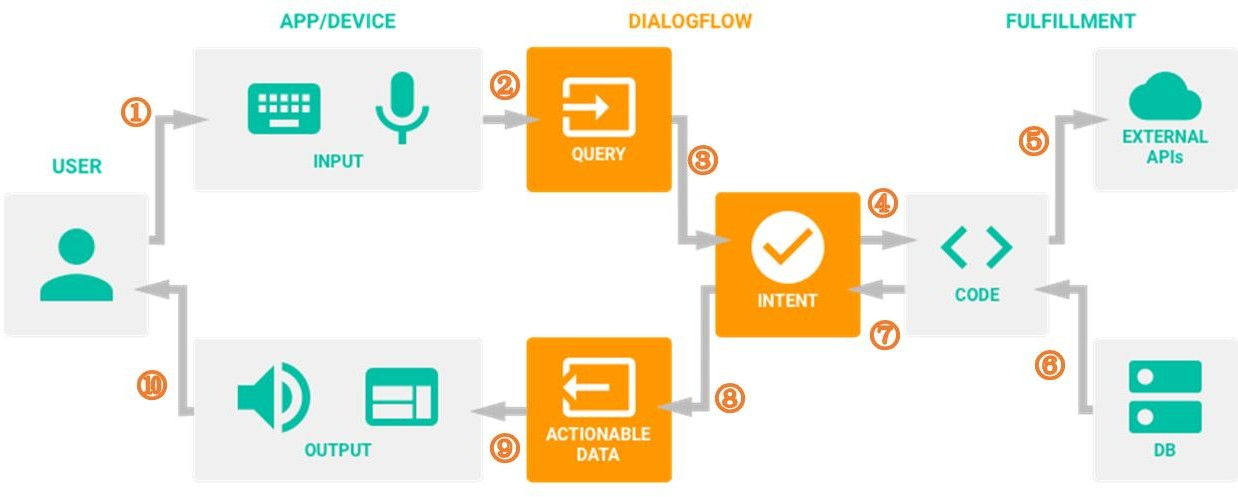 APP/DEVICE
DIALOGFLOW
FULFILLMENT
USER
①
INPUT
②
QUERY
③
INTENT
④
CODE
⑤
EXTERNAL
APIs
⑥
DB
⑦
⑧
ACTIONABLE
DATA
⑨
OUTPUT
⑩